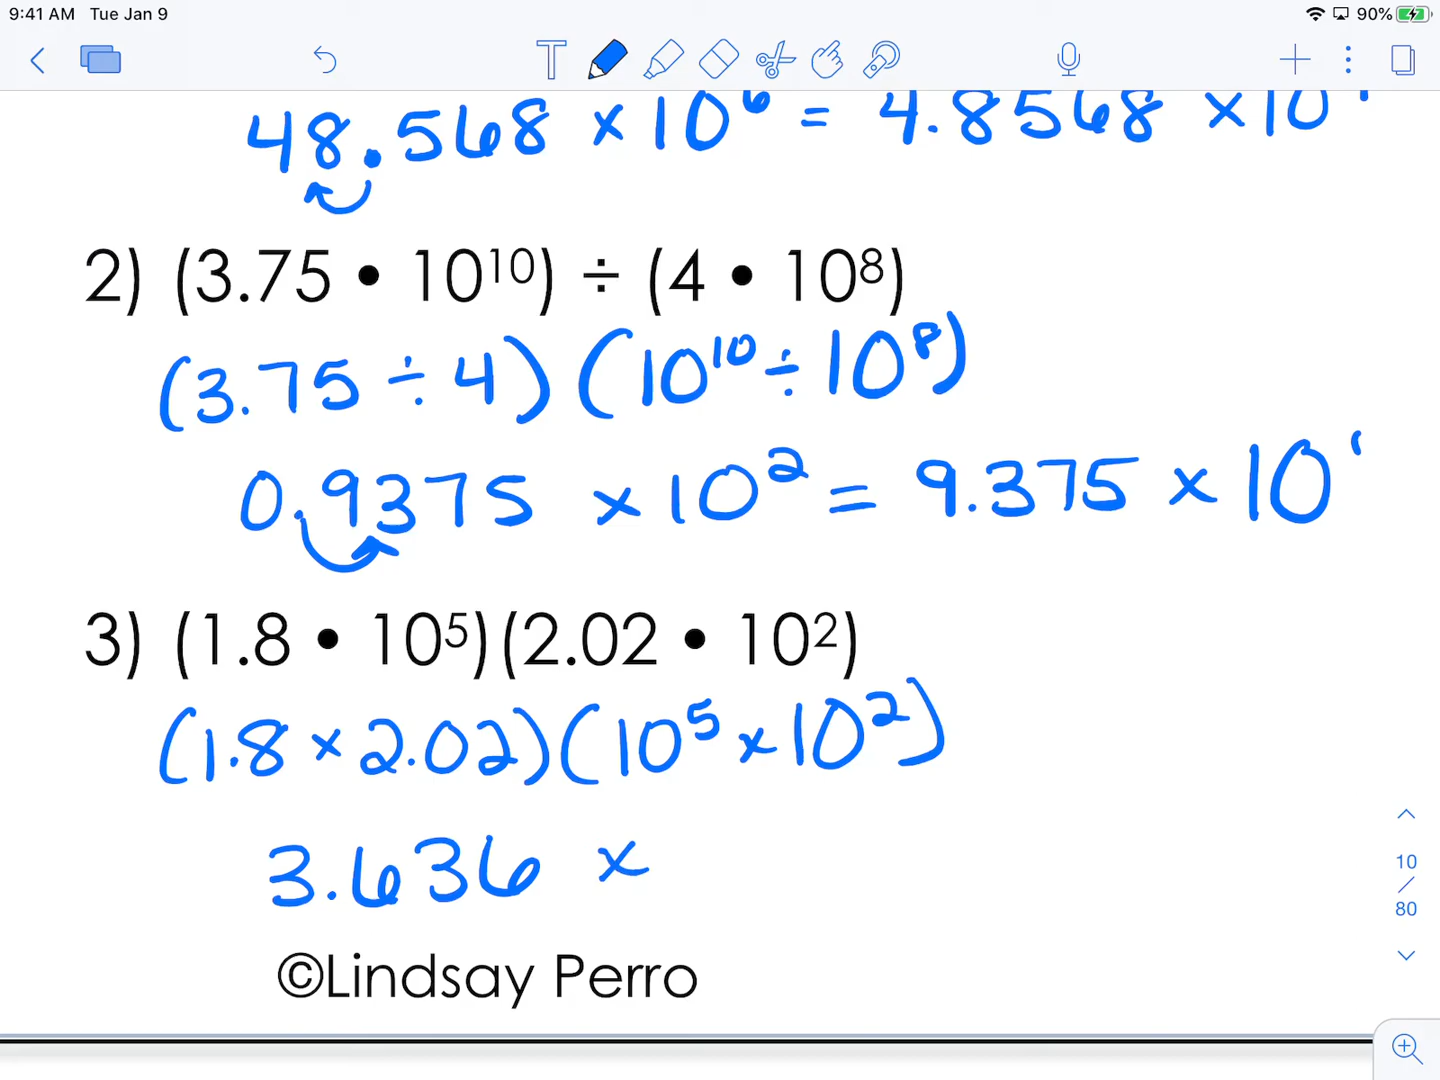 9:41 AM Tue Jan 9 90%
48.568 × 10⁶ = 4.8568 × 10
2) (3.75 • 10¹⁰) ÷ (4 • 10⁸)
(3.75 ÷ 4) (10¹⁰ ÷ 10⁸)
0.9375 × 10² = 9.375 × 10¹
3) (1.8 • 10⁵)(2.02 • 10²)
(1.8 × 2.02)(10⁵ × 10²)
3.636 ×
10
/
80
©Lindsay Perro